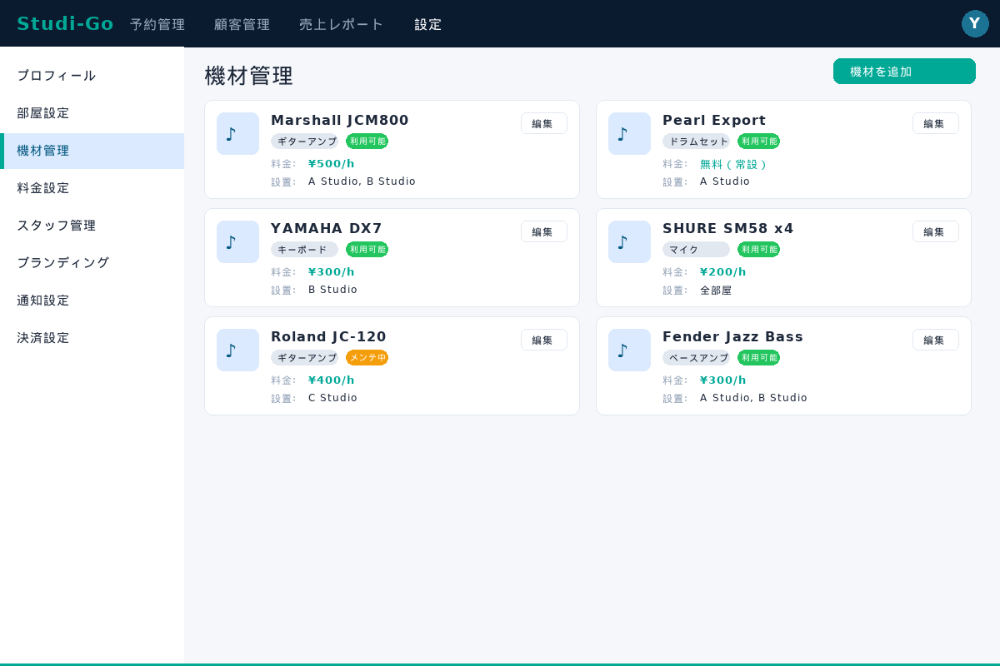 Studi-Go 予約管理 顧客管理 売上レポート 設定 Y
プロフィール
部屋設定
機材管理
料金設定
スタッフ管理
ブランディング
通知設定
決済設定
機材管理 機材を追加
♪ Marshall JCM800 編集
ギターアンプ 利用可能
料金: ¥500/h
設置: A Studio, B Studio
♪ Pearl Export 編集
ドラムセット 利用可能
料金: 無料(常設)
設置: A Studio
♪ YAMAHA DX7 編集
キーボード 利用可能
料金: ¥300/h
設置: B Studio
♪ SHURE SM58 x4 編集
マイク 利用可能
料金: ¥200/h
設置: 全部屋
♪ Roland JC-120 編集
ギターアンプ メンテ中
料金: ¥400/h
設置: C Studio
♪ Fender Jazz Bass 編集
ベースアンプ 利用可能
料金: ¥300/h
設置: A Studio, B Studio